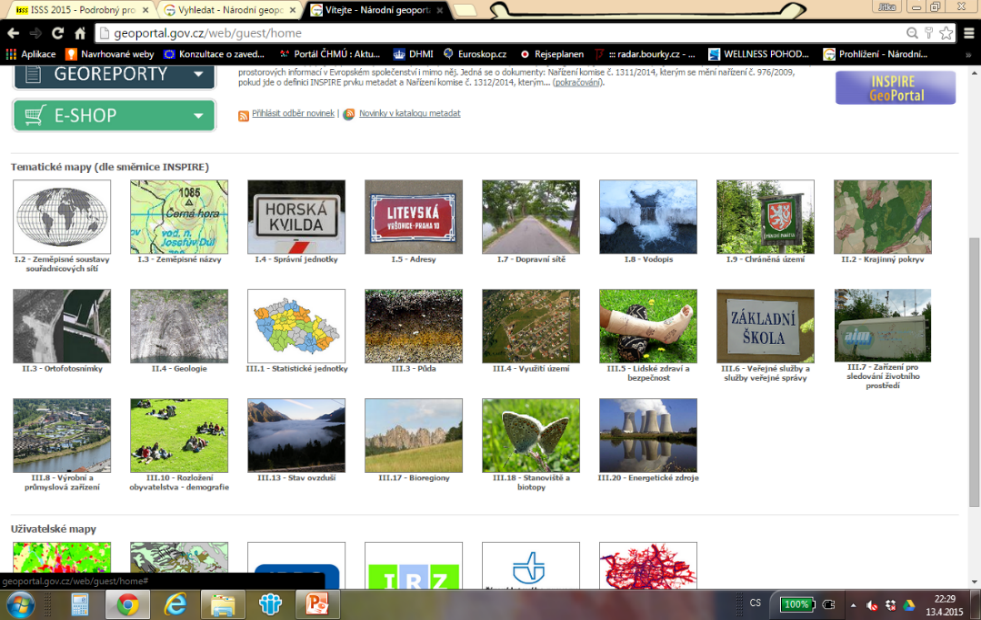 ISSS 2015 - Podrobný pro
Vyhledat - Národní geopor
Vítejte - Národní geoport
Jitka
geoportal.gov.cz/web/guest/home
Aplikace
Navrhované weby
Konzultace o zaved...
Portál ČHMÚ : Aktu...
DHMI
Euroskop.cz
Rejseplanen
:: radar.bourky.cz - ...
WELLNESS POHOD...
Prohlížení - Národní...
GEOREPORTY
prostorových informací v Evropském společenství i mimo něj. Jedná se o dokumenty: Nařízení komise č. 1311/2014, kterým se mění nařízení č. 976/2009,
pokud jde o definici INSPIRE prvku metadat a Nařízení komise č. 1312/2014, kterým... (pokračování).
INSPIRE
GeoPortal
E-SHOP
Přihlásit odběr novinek | Novinky v katalogu metadat
Tematické mapy (dle směrnice INSPIRE)
1085
Černá hora
vod. n.
Josefův Důl
HORSKÁ
KVILDA
LITEVSKÁ
VRŠOVICE-PRAHA 10
I.2 - Zeměpisné soustavy
souřadnicových sítí
I.3 - Zeměpisné názvy
I.4 - Správní jednotky
I.5 - Adresy
I.7 - Dopravní sítě
I.8 - Vodopis
I.9 - Chráněná území
II.2 - Krajinný pokryv
ZÁKLADNÍ
ŠKOLA
aim
II.3 - Ortofotosnímky
II.4 - Geologie
III.1 - Statistické jednotky
III.3 - Půda
III.4 - Využití území
III.5 - Lidské zdraví a
bezpečnost
III.6 - Veřejné služby a
služby veřejné správy
III.7 - Zařízení pro
sledování životního
prostředí
III.8 - Výrobní a
průmyslová zařízení
III.10 - Rozložení
obyvatelstva - demografie
III.13 - Stav ovzduší
III.17 - Bioregiony
III.18 - Stanoviště a
biotopy
III.20 - Energetické zdroje
Uživatelské mapy
IRZ
geoportal.gov.cz/web/guest/home#
CS
100%
22:29
13.4.2015